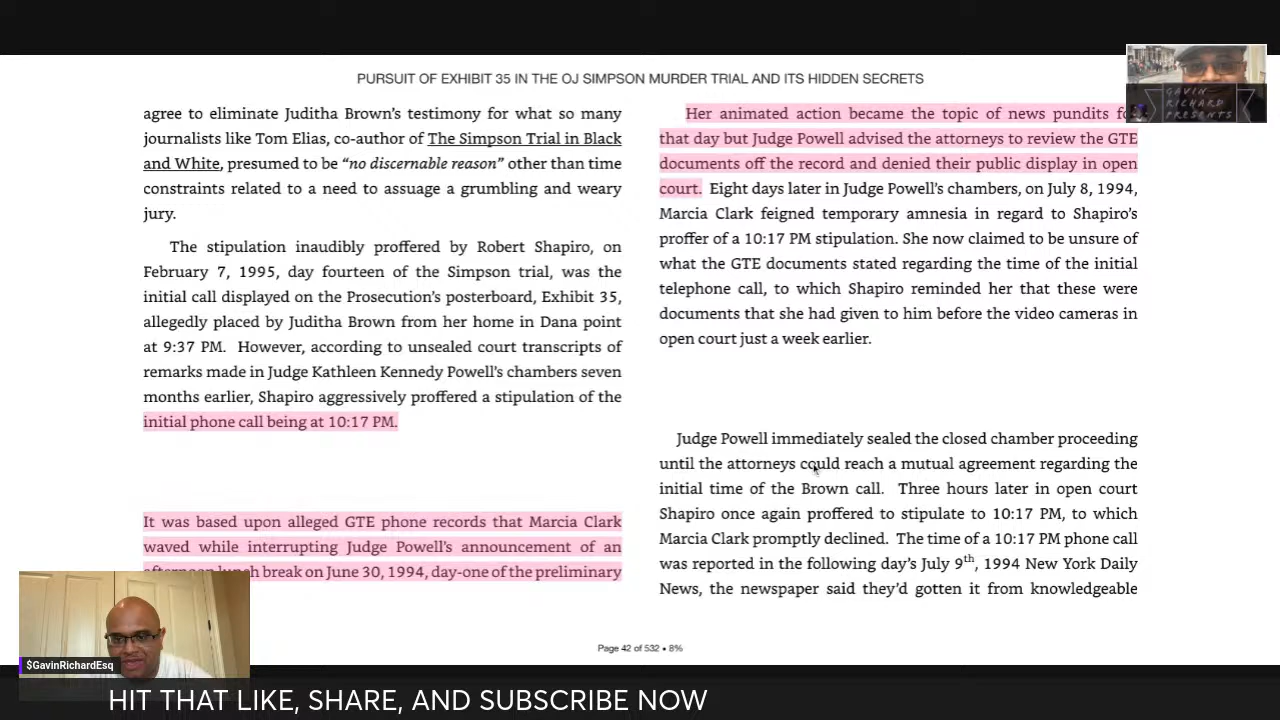 PURSUIT OF EXHIBIT 35 IN THE OJ SIMPSON MURDER TRIAL AND ITS HIDDEN SECRETS
agree to eliminate Juditha Brown's testimony for what so many
journalists like Tom Elias, co-author of The Simpson Trial in Black
and White, presumed to be "no discernable reason" other than time
constraints related to a need to assuage a grumbling and weary
jury.
The stipulation inaudibly proffered by Robert Shapiro, on
February 7, 1995, day fourteen of the Simpson trial, was the
initial call displayed on the Prosecution's posterboard, Exhibit 35,
allegedly placed by Juditha Brown from her home in Dana point
at 9:37 PM. However, according to unsealed court transcripts of
remarks made in Judge Kathleen Kennedy Powell's chambers seven
months earlier, Shapiro aggressively proffered a stipulation of the
initial phone call being at 10:17 PM.
It was based upon alleged GTE phone records that Marcia Clark
waved while interrupting Judge Powell's announcement of an
lunch break on June 30, 1994, day-one of the preliminary
Her animated action became the topic of news pundits
that day but Judge Powell advised the attorneys to review the GTE
documents off the record and denied their public display in open
court. Eight days later in Judge Powell's chambers, on July 8, 1994,
Marcia Clark feigned temporary amnesia in regard to Shapiro's
proffer of a 10:17 PM stipulation. She now claimed to be unsure of
what the GTE documents stated regarding the time of the initial
telephone call, to which Shapiro reminded her that these were
documents that she had given to him before the video cameras in
open court just a week earlier.
Judge Powell immediately sealed the closed chamber proceeding
until the attorneys could reach a mutual agreement regarding the
initial time of the Brown call. Three hours later in open court
Shapiro once again proffered to stipulate to 10:17 PM, to which
Marcia Clark promptly declined. The time of a 10:17 PM phone call
was reported in the following day's July 9th, 1994 New York Daily
News, the newspaper said they'd gotten it from knowledgeable
Page 42 of 532 • 8%
GAVIN
RICHARD
PRESENTS
$GavinRichardEsq
HIT THAT LIKE, SHARE, AND SUBSCRIBE NOW